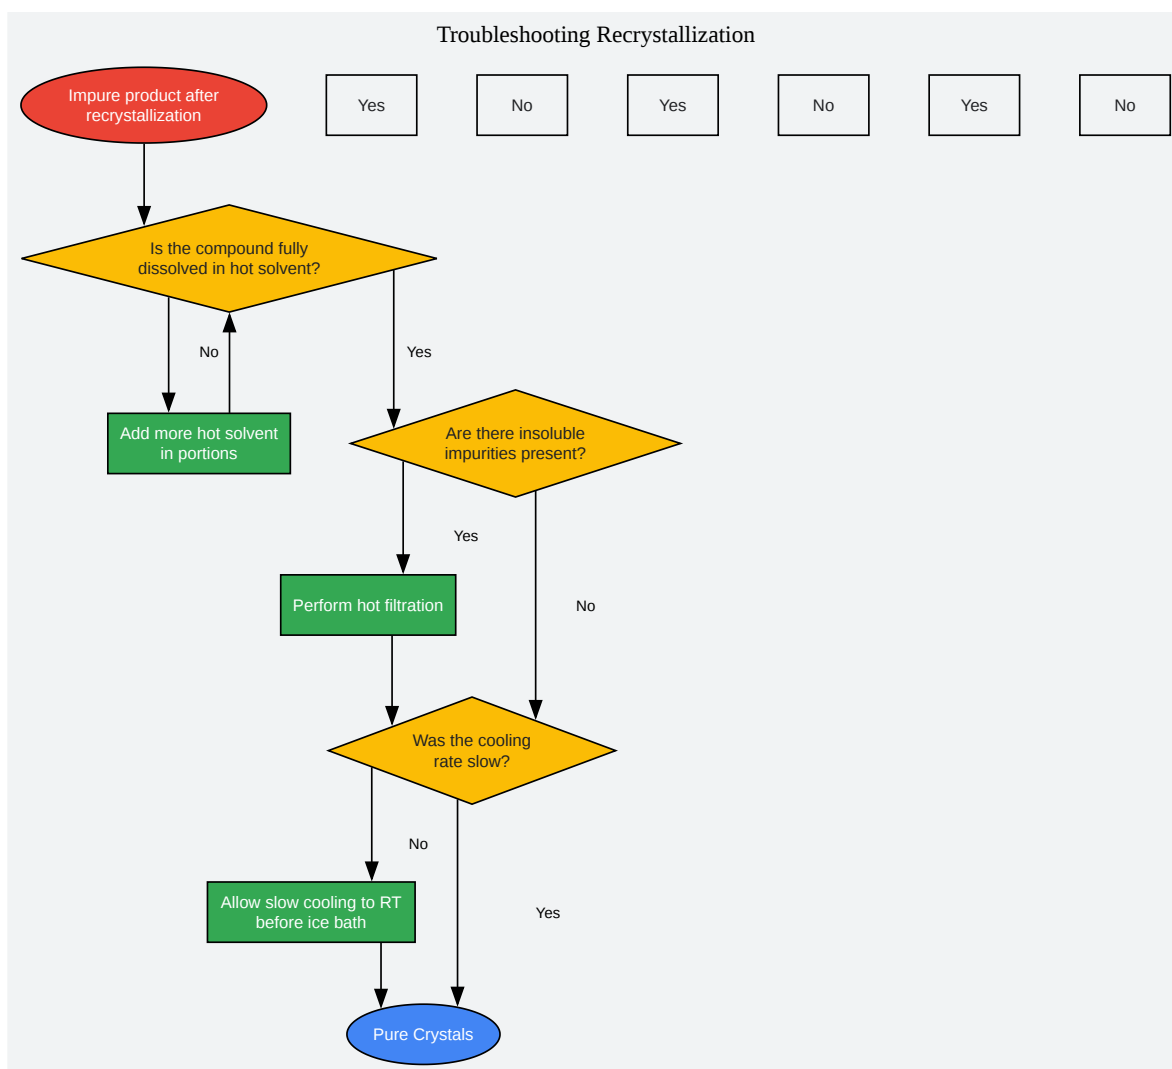 Troubleshooting Recrystallization
Impure product after
recrystallization
Yes
No
Yes
No
Yes
No
Is the compound fully
dissolved in hot solvent?
No
Yes
Add more hot solvent
in portions
Are there insoluble
impurities present?
Yes
Perform hot filtration
No
Was the cooling
rate slow?
No
Allow slow cooling to RT
before ice bath
Yes
Pure Crystals